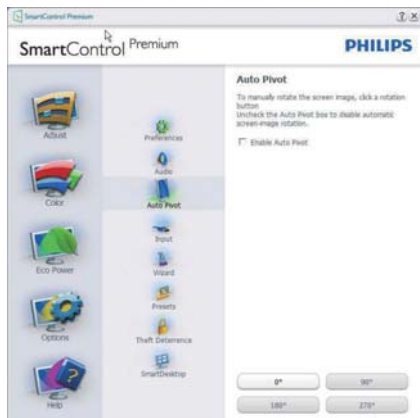 SmartControl Premium
SmartControl Premium
PHILIPS
Adjust
Color
Eco Power
Options
Help
Preferences
Audio
Auto Pivot
Input
Wizard
Presets
Theft Deterrence
SmartDesktop
Auto Pivot
To manually rotate the screen image, click a rotation
button
Uncheck the Auto Pivot box to disable automatic
screen-image rotation.
Enable Auto Pivot
0°
90°
180°
270°